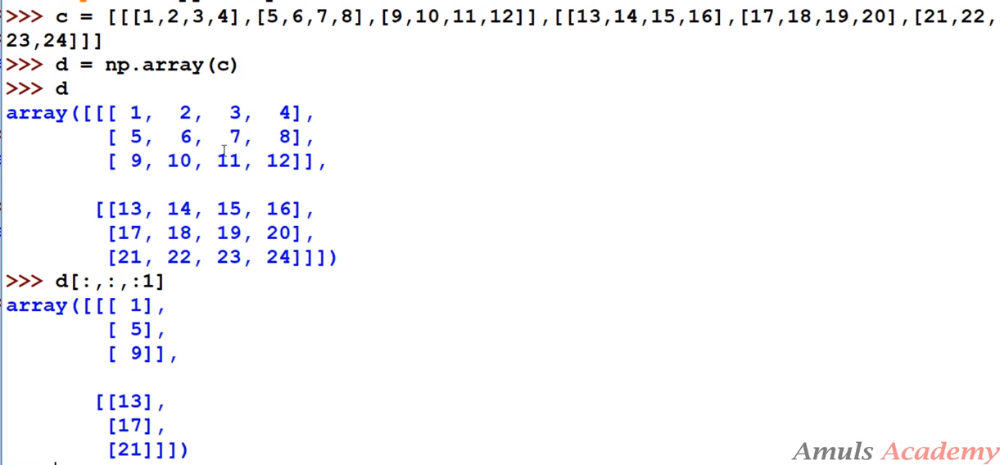 >>> c = [[[1,2,3,4],[5,6,7,8],[9,10,11,12]],[[13,14,15,16],[17,18,19,20],[21,22,
23,24]]]
>>> d = np.array(c)
>>> d
array([[[ 1,  2,  3,  4],
        [ 5,  6,  7,  8],
        [ 9, 10, 11, 12]],
       [[13, 14, 15, 16],
        [17, 18, 19, 20],
        [21, 22, 23, 24]]])
>>> d[:,:,:1]
array([[[ 1],
        [ 5],
        [ 9]],
       [[13],
        [17],
        [21]]])
Amuls Academy